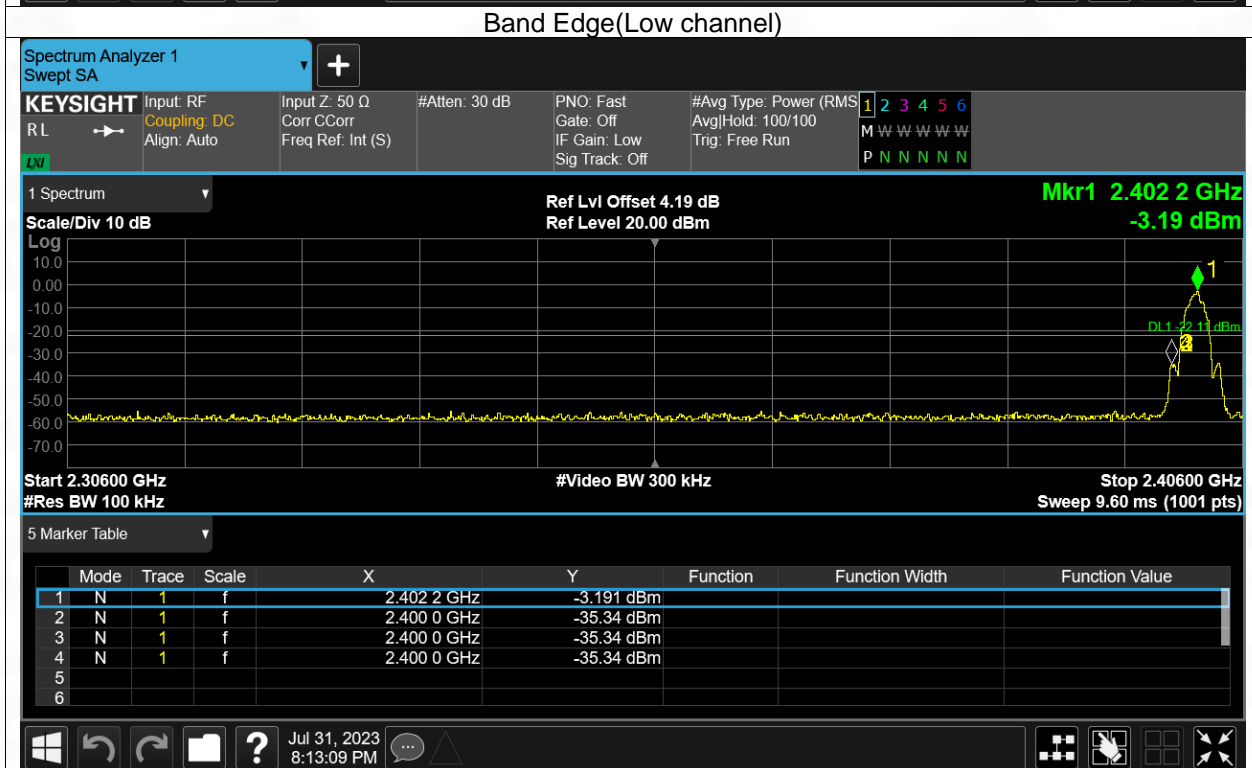 Band Edge(Low channel)
Spectrum Analyzer 1
Swept SA
KEYSIGHT Input: RF Input Z: 50 Ω #Atten: 30 dB PNO: Fast #Avg Type: Power (RMS 1 2 3 4 5 6
RL Coupling: DC Corr CCorr Gate: Off Avg|Hold: 100/100
Align: Auto Freq Ref: Int (S) IF Gain: Low Trig: Free Run M W W W W W
LXI Sig Track: Off P N N N N N
1 Spectrum Ref Lvl Offset 4.19 dB Mkr1 2.402 2 GHz
Scale/Div 10 dB Ref Level 20.00 dBm -3.19 dBm
Log
10.0
1
0.00
-10.0
-20.0
DL1 -22.11 dBm
-30.0
-40.0
-50.0
-60.0
-70.0
Start 2.30600 GHz #Video BW 300 kHz Stop 2.40600 GHz
#Res BW 100 kHz Sweep 9.60 ms (1001 pts)
5 Marker Table
Mode Trace Scale X Y Function Function Width Function Value
1 N 1 f 2.402 2 GHz -3.191 dBm
2 N 1 f 2.400 0 GHz -35.34 dBm
3 N 1 f 2.400 0 GHz -35.34 dBm
4 N 1 f 2.400 0 GHz -35.34 dBm
5
6
? Jul 31, 2023
8:13:09 PM